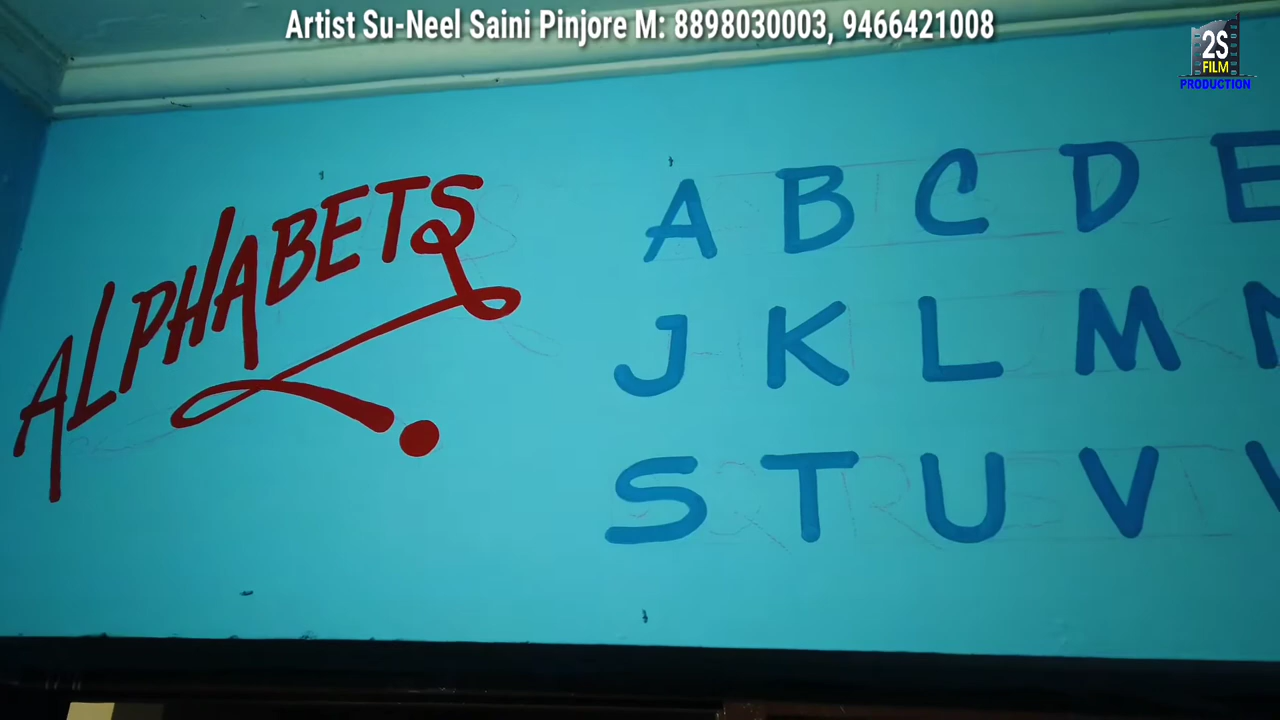 Artist Su-Neel Saini Pinjore M: 8898030003, 9466421008
2S
FILM
PRODUCTION
ALPHABETS
A B C D E
J K L M N
S T U V